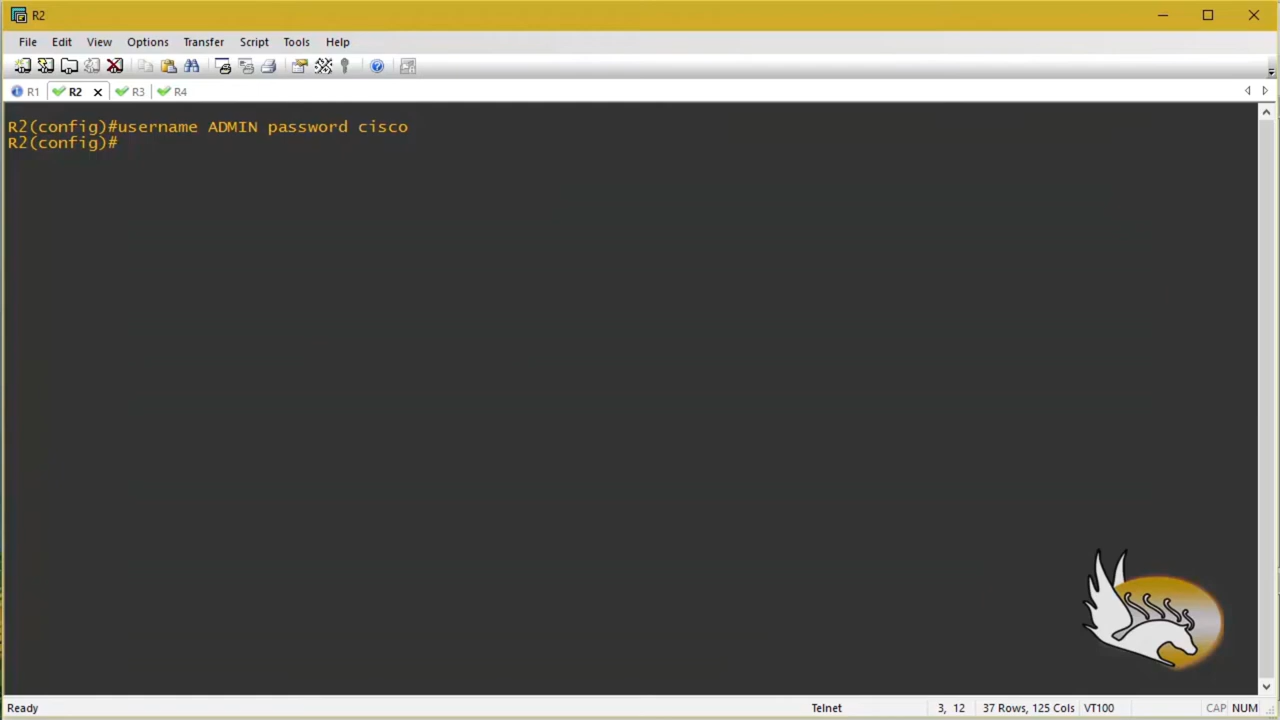 R2
File Edit View Options Transfer Script Tools Help
R1 R2 R3 R4
R2(config)#username ADMIN password cisco
R2(config)#
Ready Telnet 3, 12 37 Rows, 125 Cols VT100 CAP NUM